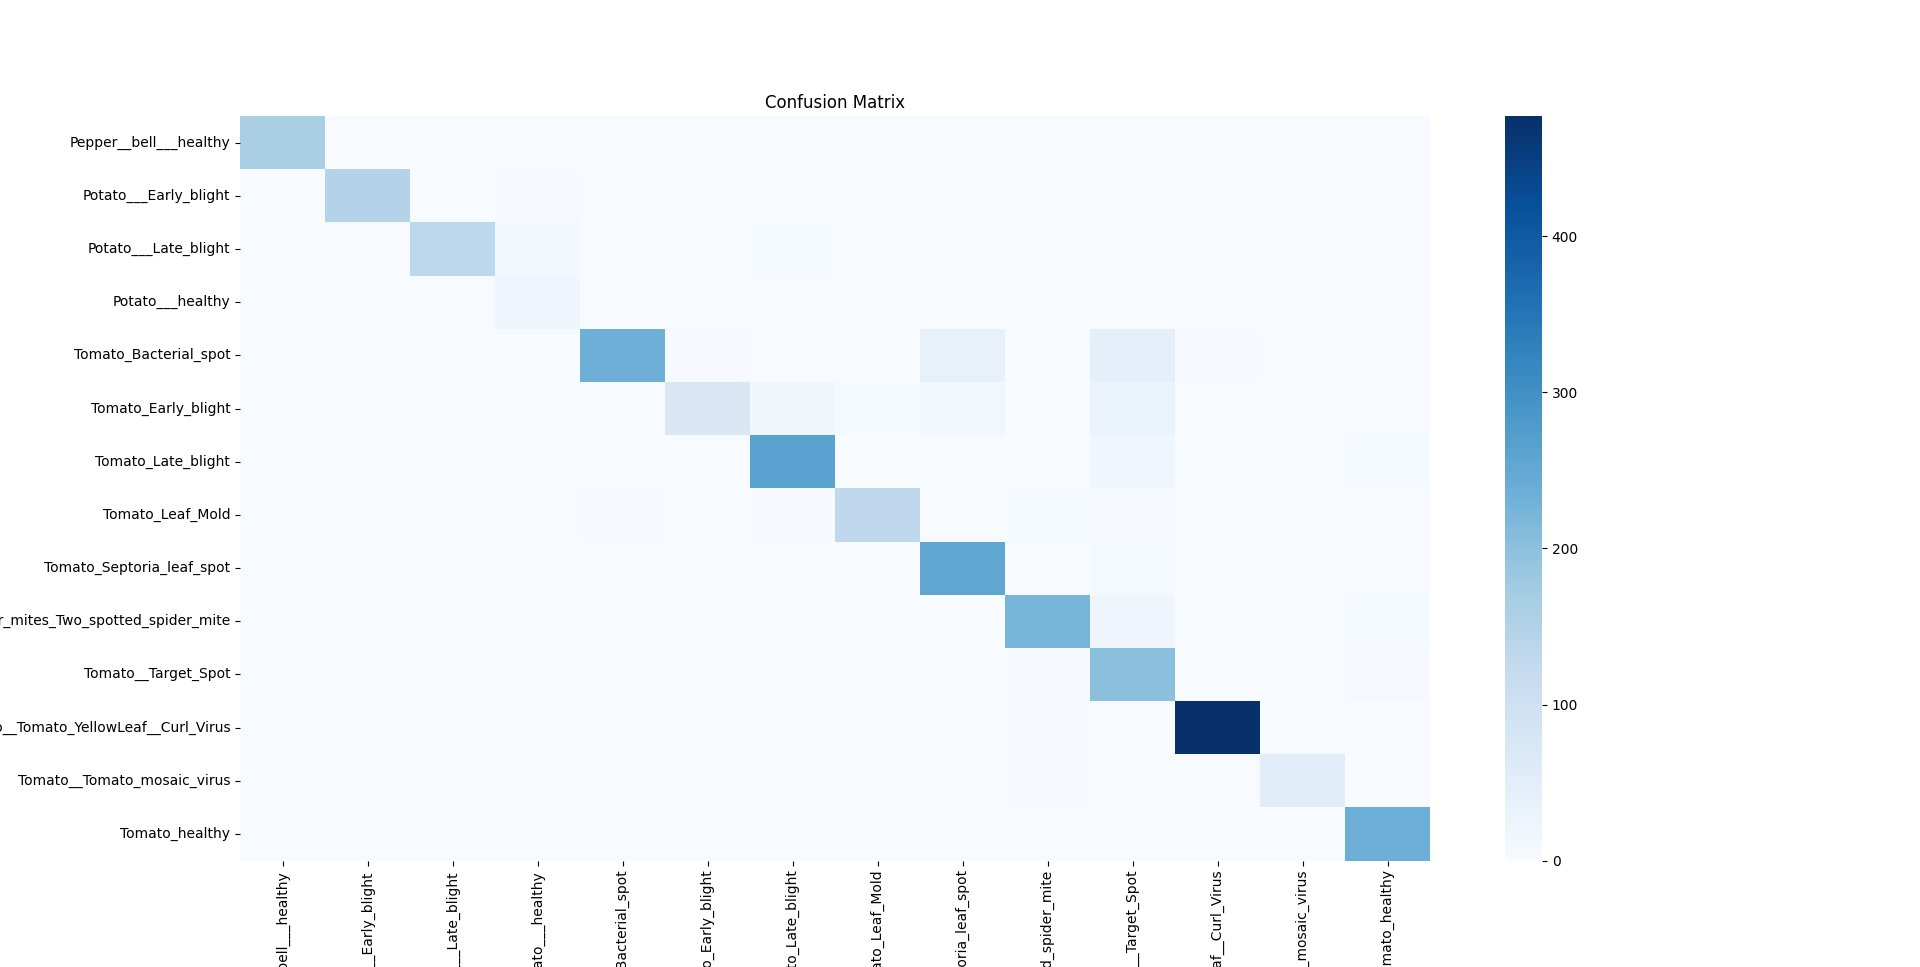 Confusion Matrix
Pepper__bell___healthy
Potato___Early_blight
Potato___Late_blight
Potato___healthy
Tomato_Bacterial_spot
Tomato_Early_blight
Tomato_Late_blight
Tomato_Leaf_Mold
Tomato_Septoria_leaf_spot
r_mites_Two_spotted_spider_mite
Tomato__Target_Spot
__Tomato_YellowLeaf__Curl_Virus
Tomato__Tomato_mosaic_virus
Tomato_healthy
bell___healthy
__Early_blight
___Late_blight
ato___healthy
Bacterial_spot
o_Early_blight
to_Late_blight
ato_Leaf_Mold
oria_leaf_spot
d_spider_mite
__Target_Spot
af__Curl_Virus
_mosaic_virus
mato_healthy
400
300
200
100
0